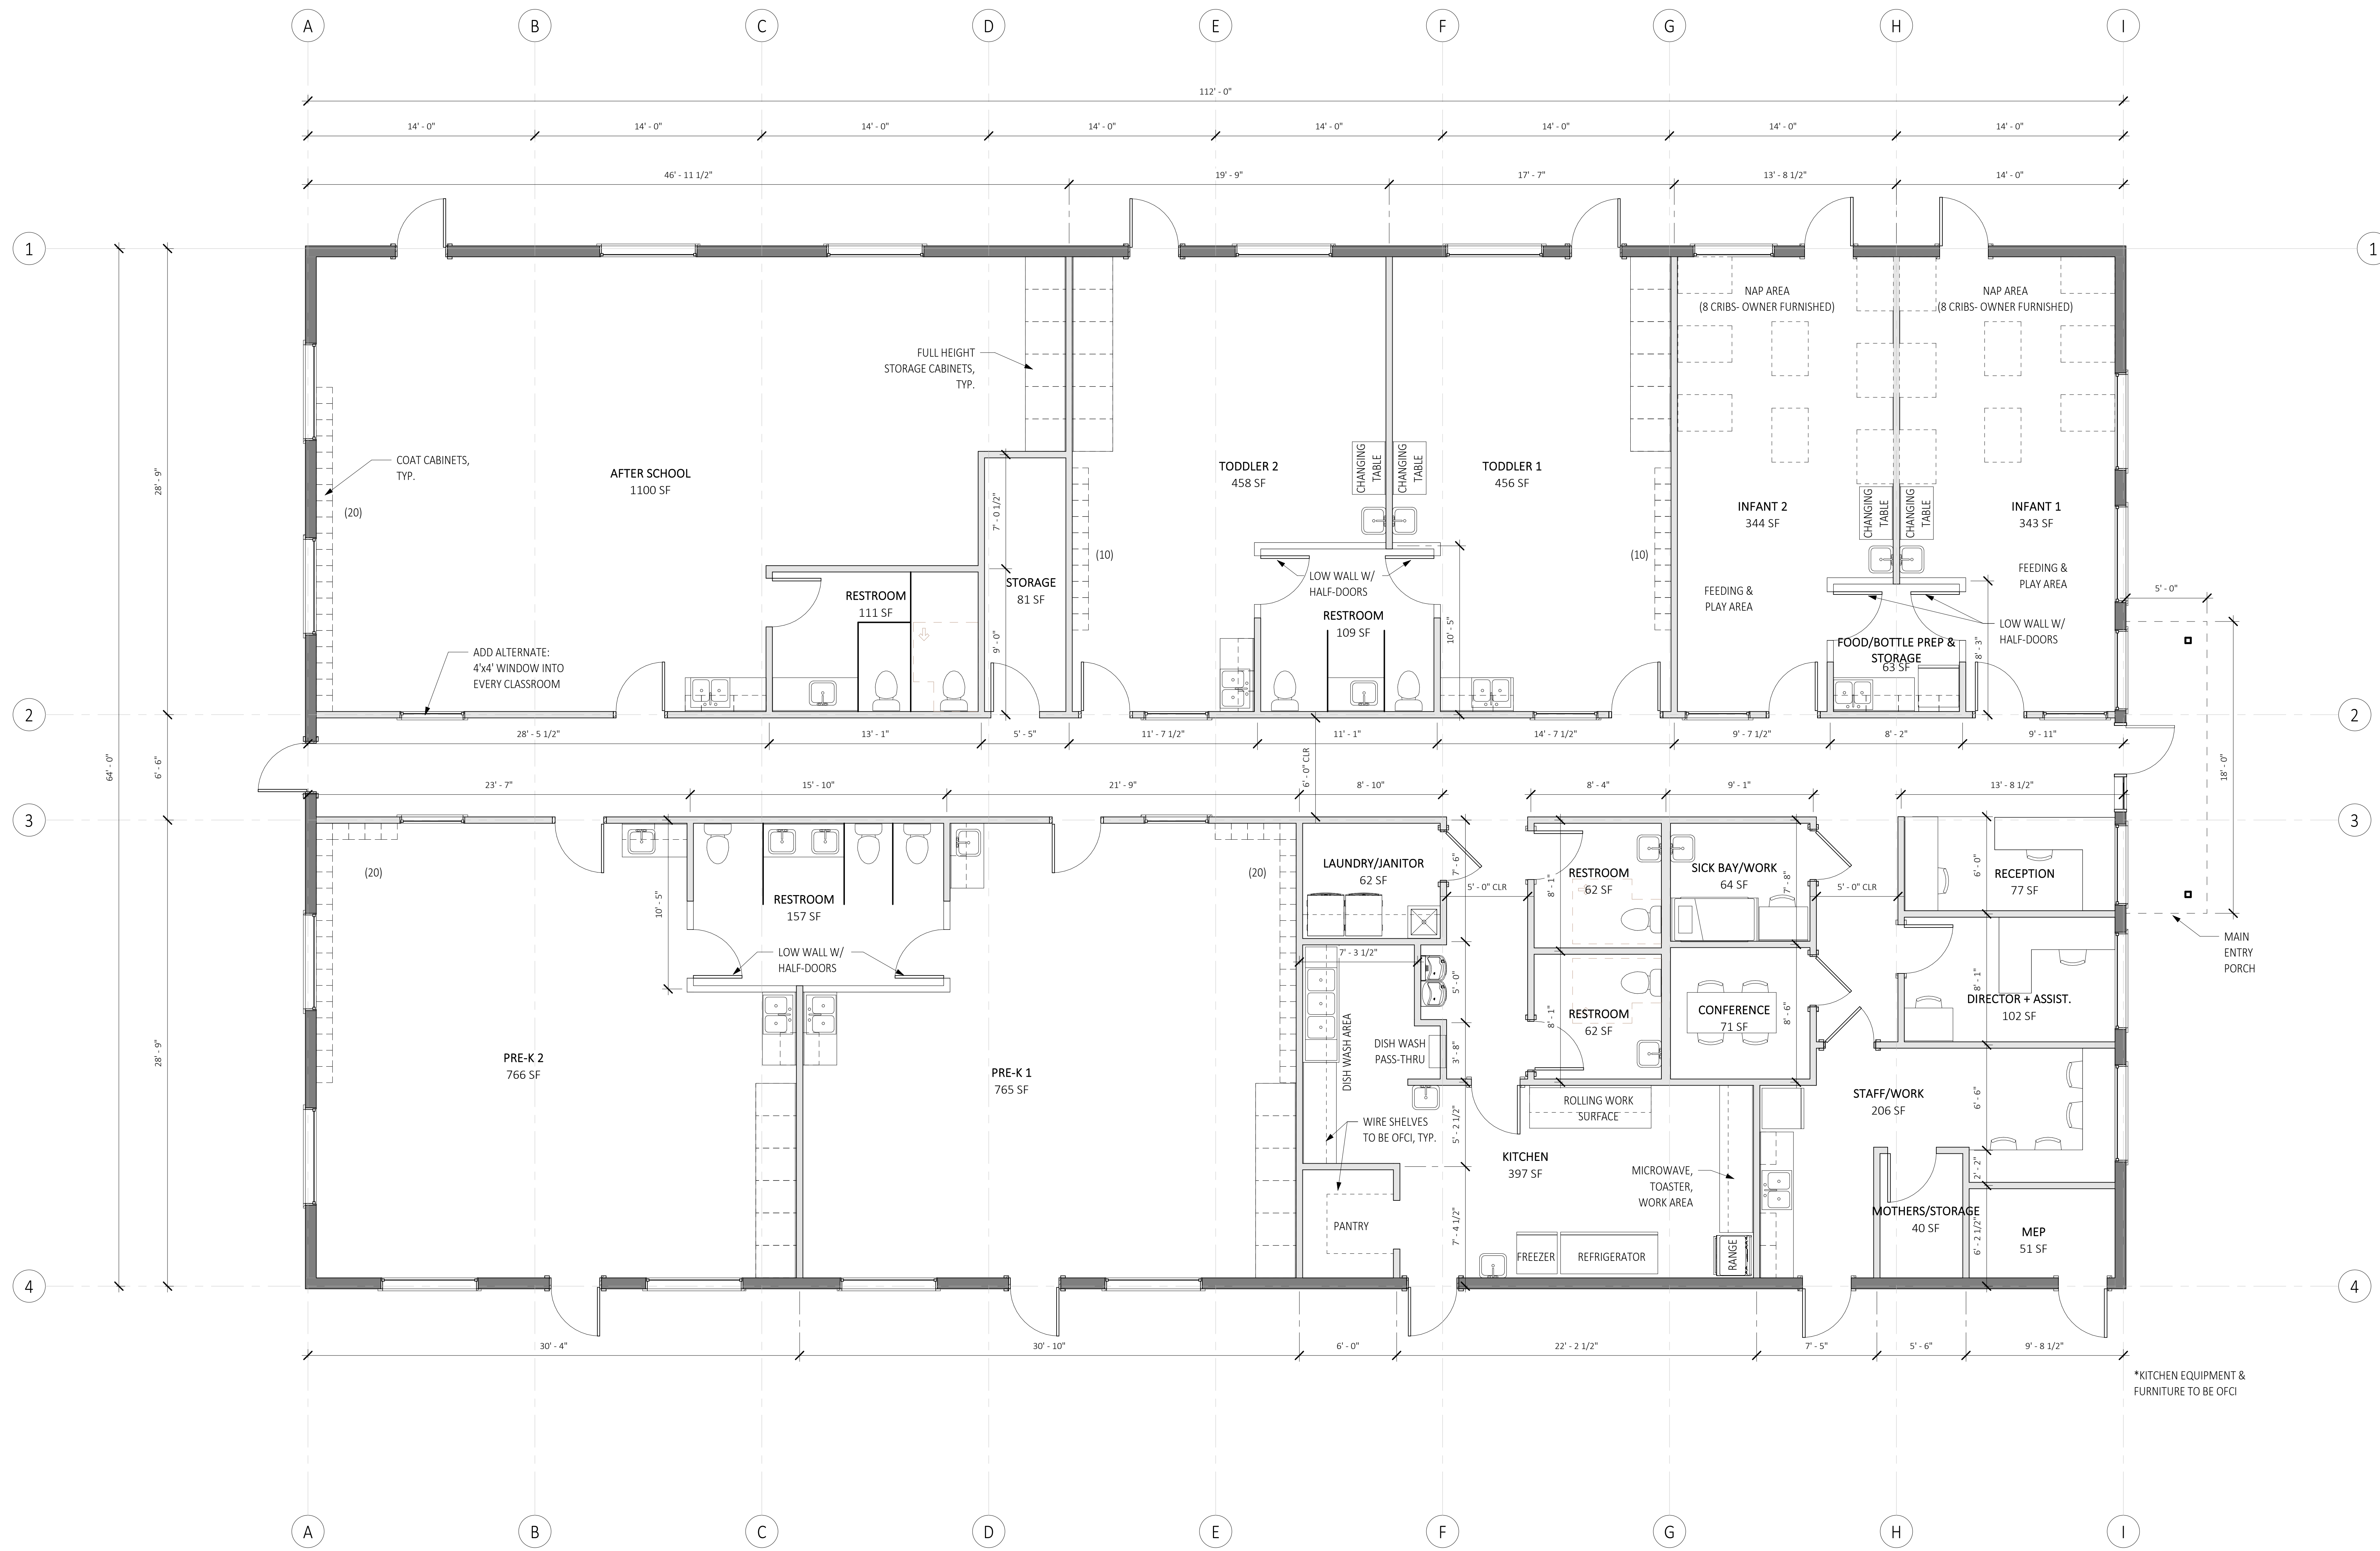 A B C D E F G H I
112' - 0"
14' - 0" 14' - 0" 14' - 0" 14' - 0" 14' - 0" 14' - 0" 14' - 0" 14' - 0"
46' - 11 1/2" 19' - 9" 17' - 7" 13' - 8 1/2" 14' - 0"
1 1
NAP AREA
(8 CRIBS- OWNER FURNISHED)
NAP AREA
(8 CRIBS- OWNER FURNISHED)
FULL HEIGHT
STORAGE CABINETS,
TYP.
COAT CABINETS,
TYP.
(20)
AFTER SCHOOL
1100 SF
28' - 9"
7' - 0 1/2"
TODDLER 2
458 SF
CHANGING
TABLE
CHANGING
TABLE
TODDLER 1
456 SF
INFANT 2
344 SF
CHANGING
TABLE
CHANGING
TABLE
INFANT 1
343 SF
(10)
(10)
STORAGE
81 SF
RESTROOM
111 SF
9' - 0"
LOW WALL W/
HALF-DOORS
RESTROOM
109 SF
10' - 5"
FEEDING &
PLAY AREA
FEEDING &
PLAY AREA
5' - 0"
LOW WALL W/
HALF-DOORS
FOOD/BOTTLE PREP &
STORAGE
63 SF
8' - 3"
ADD ALTERNATE:
4'x4' WINDOW INTO
EVERY CLASSROOM
2 2
28' - 5 1/2" 13' - 1" 5' - 5" 11' - 7 1/2" 11' - 1" 14' - 7 1/2" 9' - 7 1/2" 8' - 2" 9' - 11"
64' - 0"
6' - 6"
6' - 0" CLR
18' - 0"
23' - 7" 15' - 10" 21' - 9" 8' - 10" 8' - 4" 9' - 1" 13' - 8 1/2"
3 3
(20)
10' - 5"
RESTROOM
157 SF
LOW WALL W/
HALF-DOORS
(20)
LAUNDRY/JANITOR
62 SF
7' - 6"
5' - 0" CLR
8' - 1"
RESTROOM
62 SF
SICK BAY/WORK
64 SF
7' - 8"
5' - 0" CLR
6' - 0"
RECEPTION
77 SF
MAIN
ENTRY
PORCH
7' - 3 1/2"
5' - 0"
DISH WASH AREA
DISH WASH
PASS-THRU
3' - 8"
8' - 1"
RESTROOM
62 SF
CONFERENCE
71 SF
8' - 6"
8' - 1"
DIRECTOR + ASSIST.
102 SF
28' - 9"
PRE-K 2
766 SF
PRE-K 1
765 SF
ROLLING WORK
SURFACE
STAFF/WORK
206 SF
6' - 6"
WIRE SHELVES
TO BE OFCI, TYP.
5' - 2 1/2"
KITCHEN
397 SF
MICROWAVE,
TOASTER,
WORK AREA
2' - 2"
PANTRY
7' - 4 1/2"
FREEZER
REFRIGERATOR
RANGE
MOTHERS/STORAGE
40 SF
6' - 2 1/2"
MEP
51 SF
4 4
30' - 4" 30' - 10" 6' - 0" 22' - 2 1/2" 7' - 5" 5' - 6" 9' - 8 1/2"
*KITCHEN EQUIPMENT &
FURNITURE TO BE OFCI
A B C D E F G H I